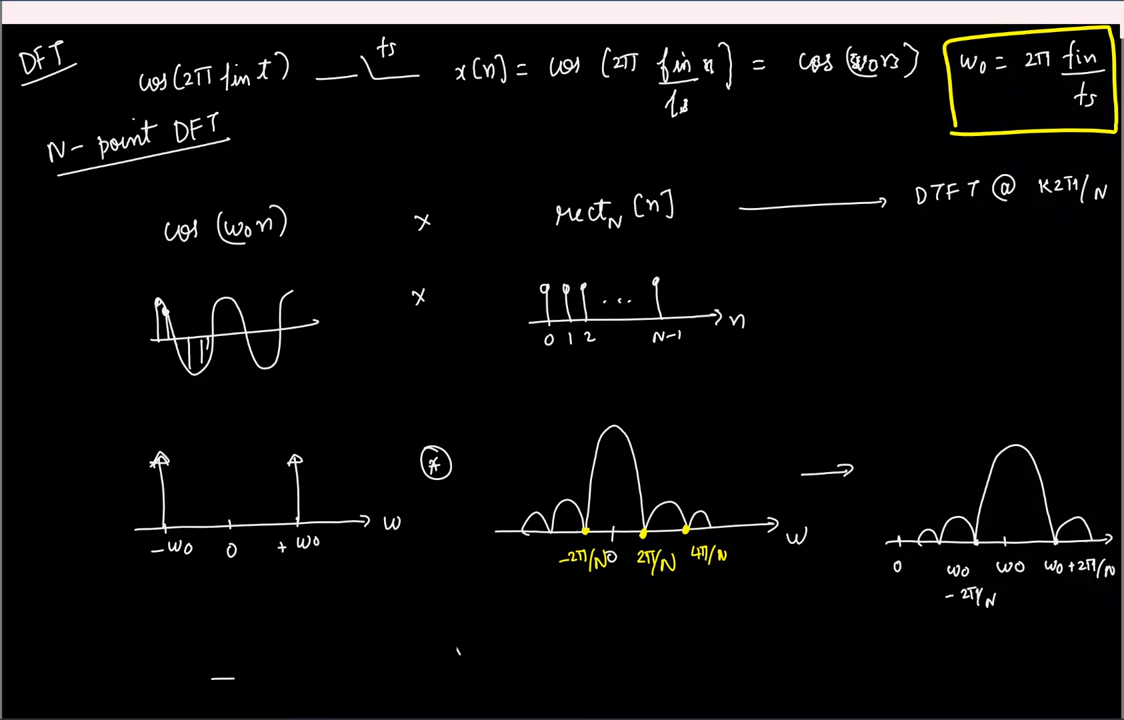 DFT
cos(2π fin t) fs x[n] = cos (2π fin/fs n) = cos (ω0n) ω0 = 2π fin/fs
N- point DFT
cos (ω0n) x rectN [n] DTFT @ K2π/N
x
0 1 2 ... N-1 n
*
-ω0 0 +ω0 ω
-2π/N 0 2π/N 4π/N ω
0 ω0 - 2π/N ω0 ω0+2π/N